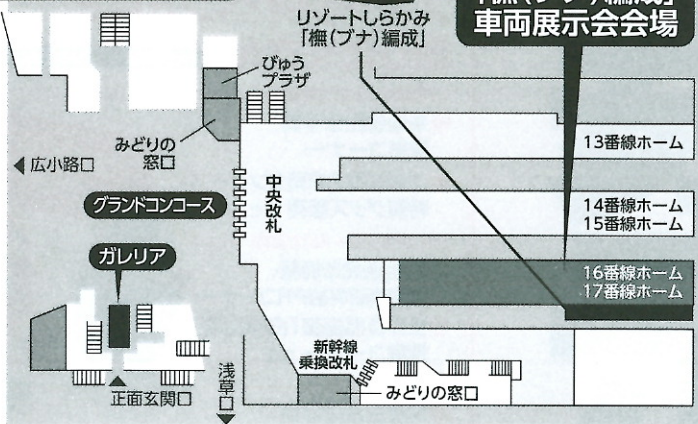 リゾートしらかみ
「橅(ブナ)編成」
「橅(ブナ)編成」
車両展示会会場
びゅう
プラザ
みどりの
窓口
13番線ホーム
◀広小路口
中央改札
グランドコンコース
14番線ホーム
15番線ホーム
ガレリア
16番線ホーム
17番線ホーム
新幹線
乗換改札
みどりの窓口
正面玄関口
浅草口